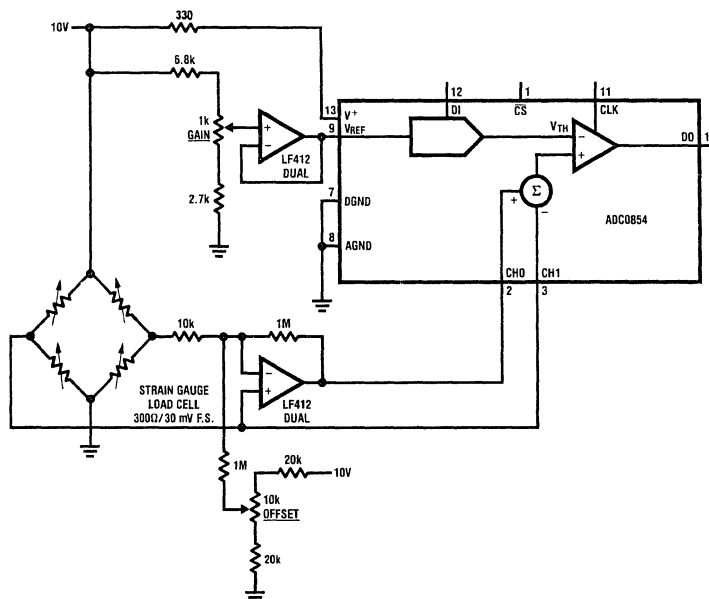 330
10V
6.8k
12
1
11
13
V+
DI
CS
CLK
1k
GAIN
9
VREF
VTH
DO
1
LF412
DUAL
2.7k
7
DGND
Σ
ADC0854
8
AGND
CH0
CH1
2
3
10k
1M
STRAIN GAUGE
LOAD CELL
300Ω/30 mV F.S.
LF412
DUAL
1M
20k
10V
10k
OFFSET
20k